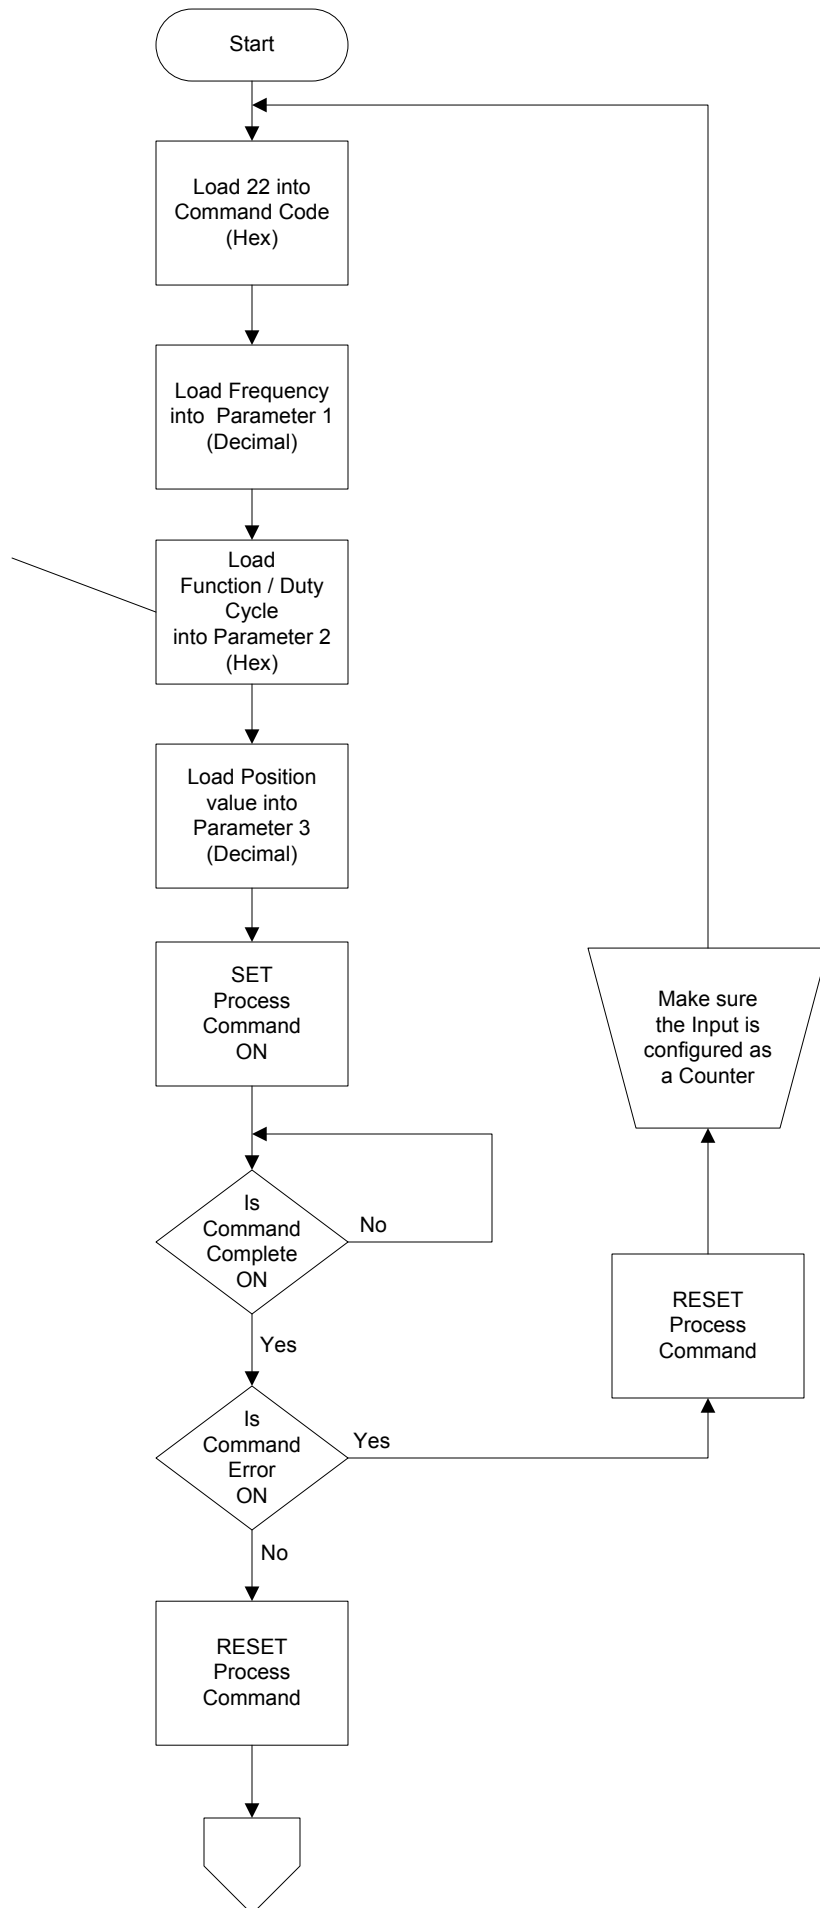 Start
Load 22 into
Command Code
(Hex)
Load Frequency
into  Parameter 1
(Decimal)
Load
Function / Duty
Cycle
into Parameter 2
(Hex)
Load Position
value into
Parameter 3
(Decimal)
SET
Process
Command
ON
Is
Command
Complete
ON
No
Yes
Is
Command
Error
ON
Yes
No
RESET
Process
Command
RESET
Process
Command
Make sure
the Input is
configured as
a Counter